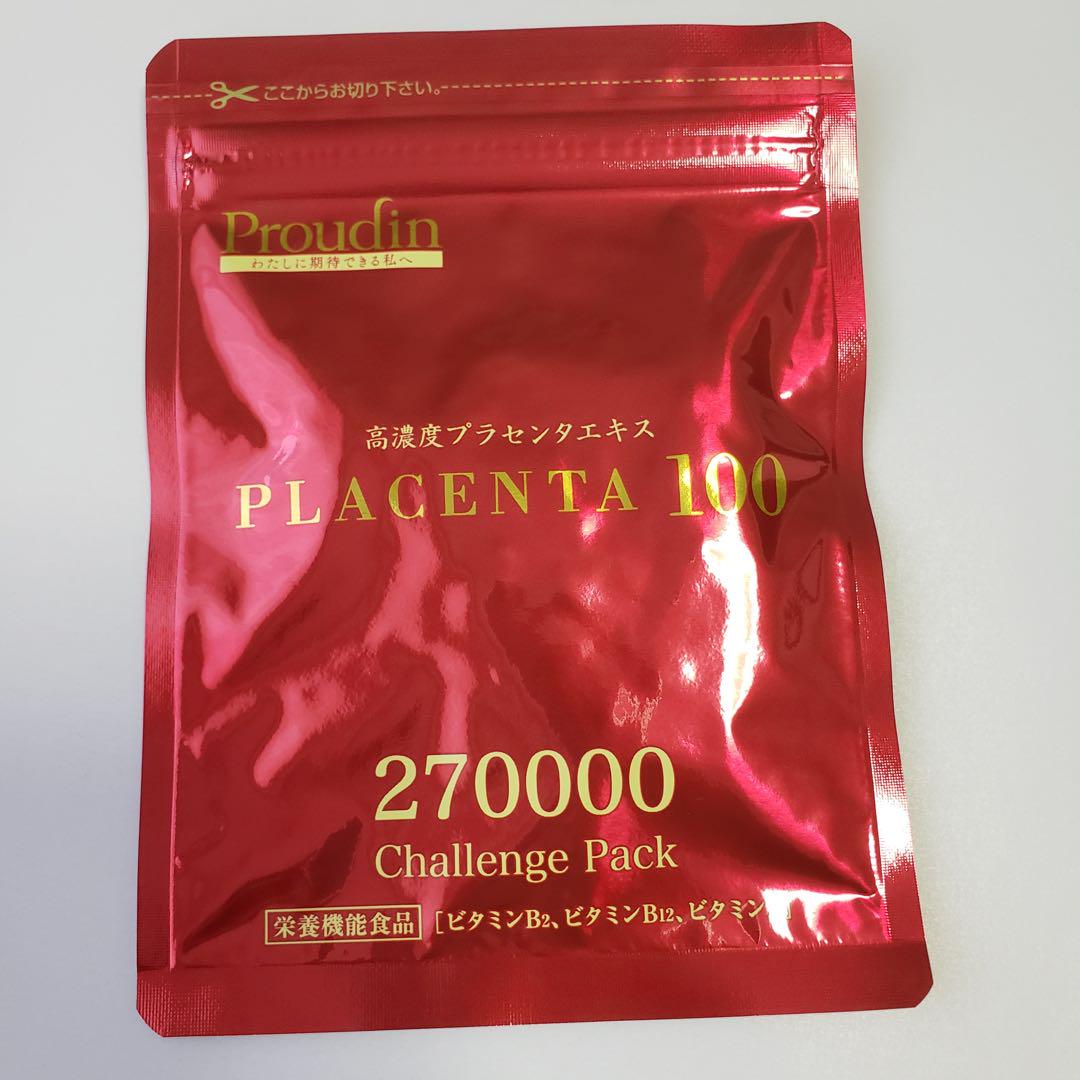 ここからお切り下さい。
Proudin
わたしに期待できる私へ
高濃度プラセンタエキス
PLACENTA 100
270000
Challenge Pack
栄養機能食品 [ビタミンB2、ビタミンB12、ビタミン